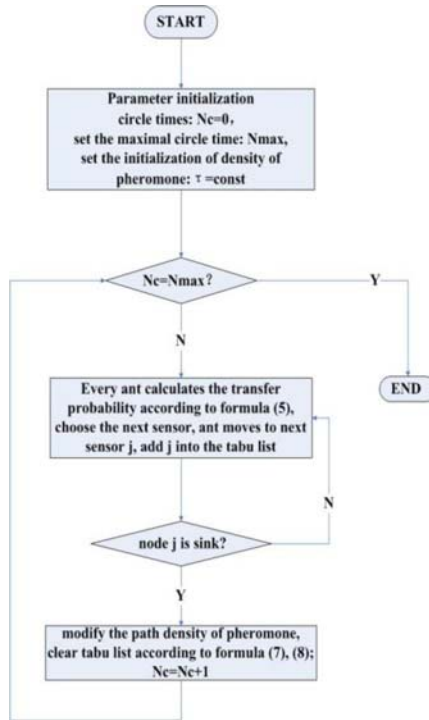 START
Parameter initialization
circle times: Nc=0,
set the maximal circle time: Nmax,
set the initialization of density of
pheromone: τ=const
Nc=Nmax?
Y
N
END
Every ant calculates the transfer
probability according to formula (5),
choose the next sensor, ant moves to next
sensor j, add j into the tabu list
N
node j is sink?
Y
modify the path density of pheromone,
clear tabu list according to formula (7), (8);
Nc=Nc+1